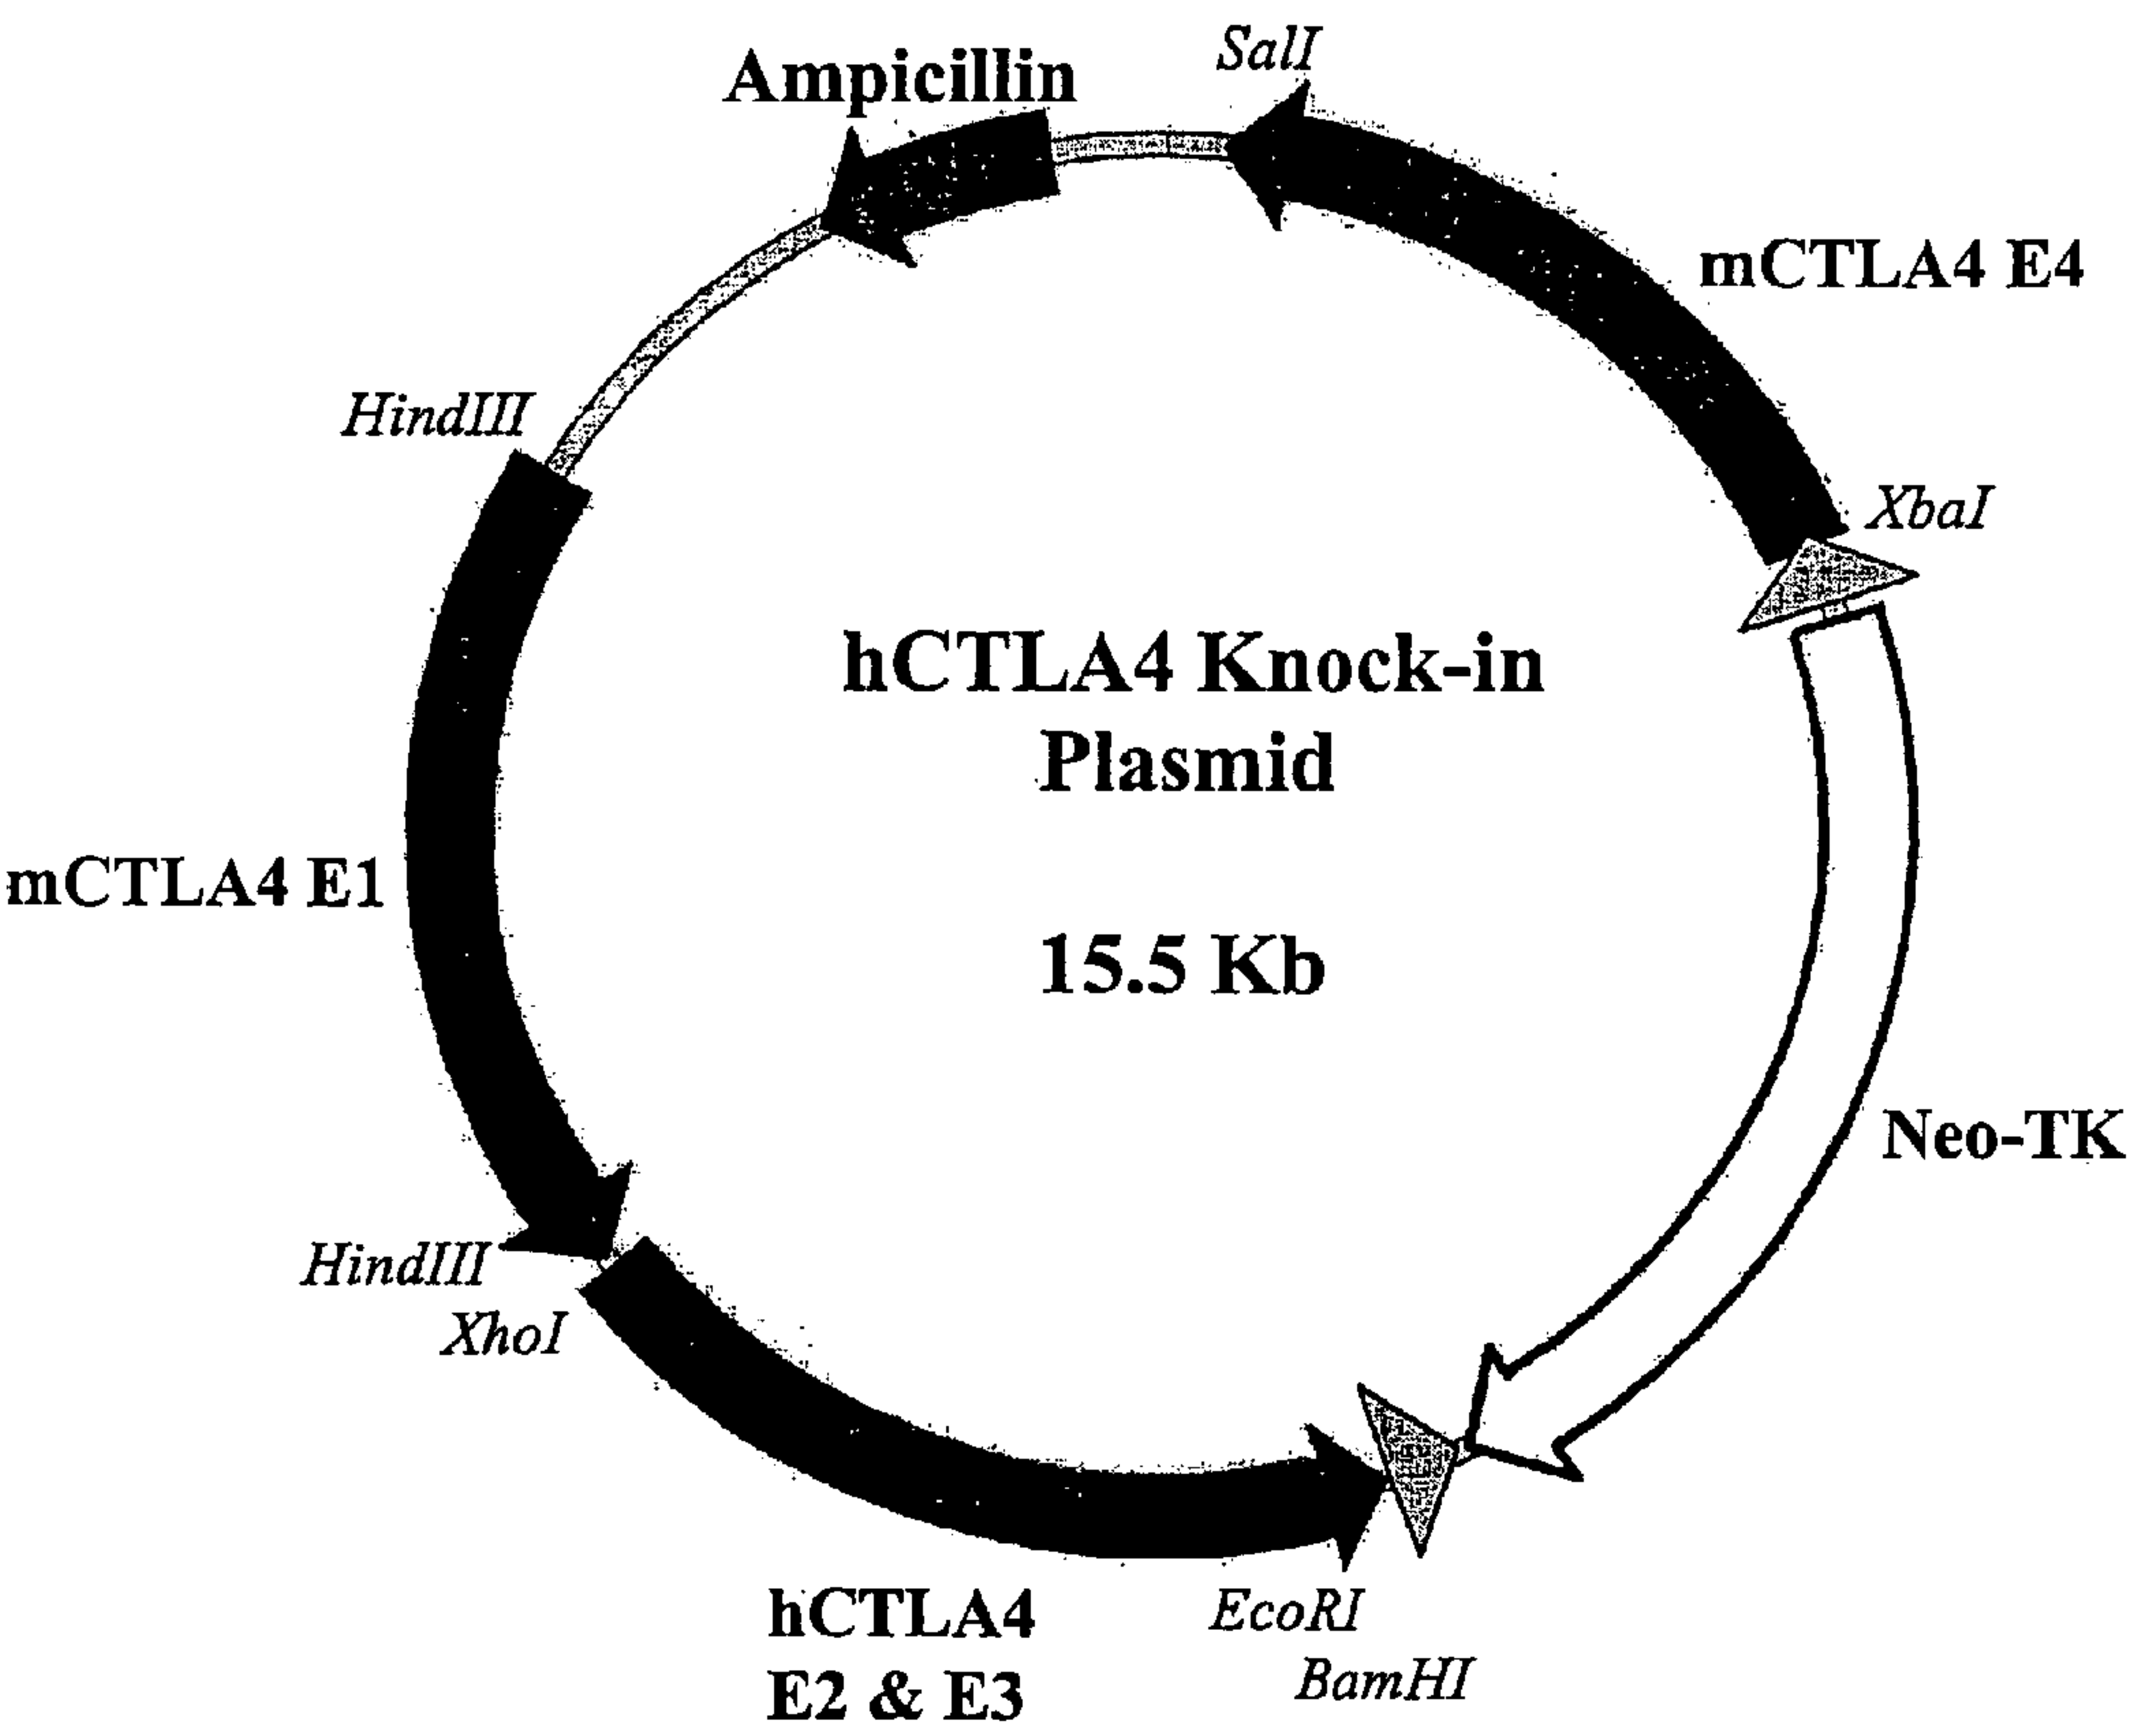 SalI
Ampicillin
mCTLA4 E4
HindIII
XbaI
hCTLA4 Knock-in
Plasmid
mCTLA4 E1
15.5 Kb
Neo-TK
HindIII
XhoI
hCTLA4
E2 & E3
EcoRI
BamHI